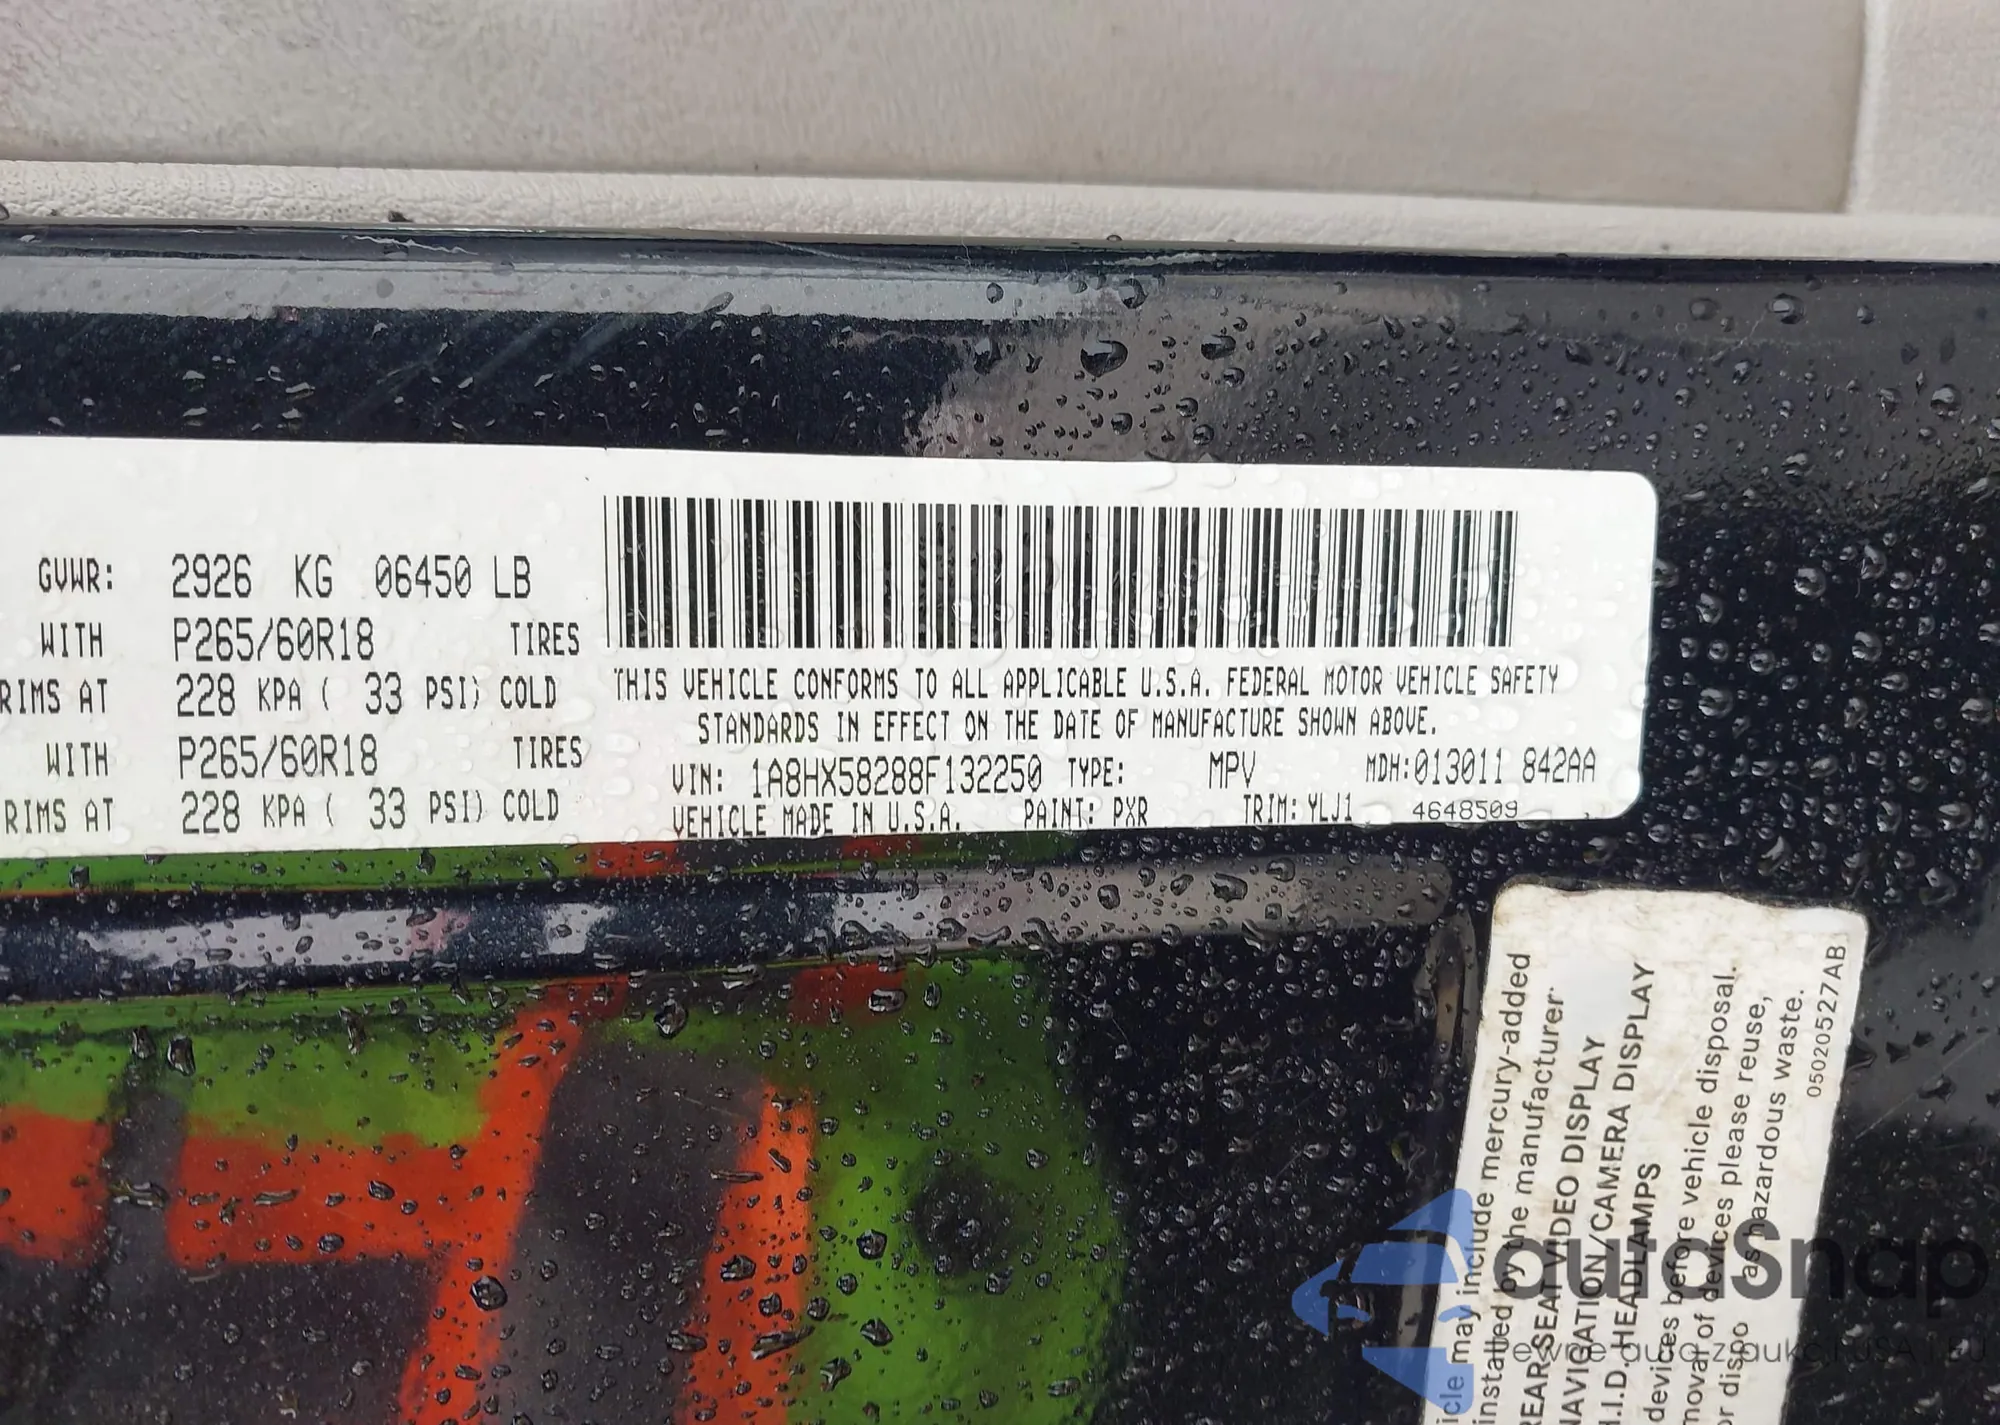 GVWR: 2926 KG 06450 LB
WITH P265/60R18 TIRES
RIMS AT 228 KPA ( 33 PSI) COLD
WITH P265/60R18 TIRES
RIMS AT 228 KPA ( 33 PSI) COLD
THIS VEHICLE CONFORMS TO ALL APPLICABLE U.S.A. FEDERAL MOTOR VEHICLE SAFETY
STANDARDS IN EFFECT ON THE DATE OF MANUFACTURE SHOWN ABOVE.
VIN: 1A8HX58288F132250 TYPE: MPV MDH:013011 842AA
VEHICLE MADE IN U.S.A. PAINT: PXR TRIM: YLJ1 4648509
icle may include mercury-added
installed by the manufacturer:
REAR SEAT VIDEO DISPLAY
NAVIGATION/CAMERA DISPLAY
H.I.D. HEADLAMPS
devices before vehicle disposal.
moval of devices please reuse,
or dispo as hazardous waste.
05020527AB
autoSnap